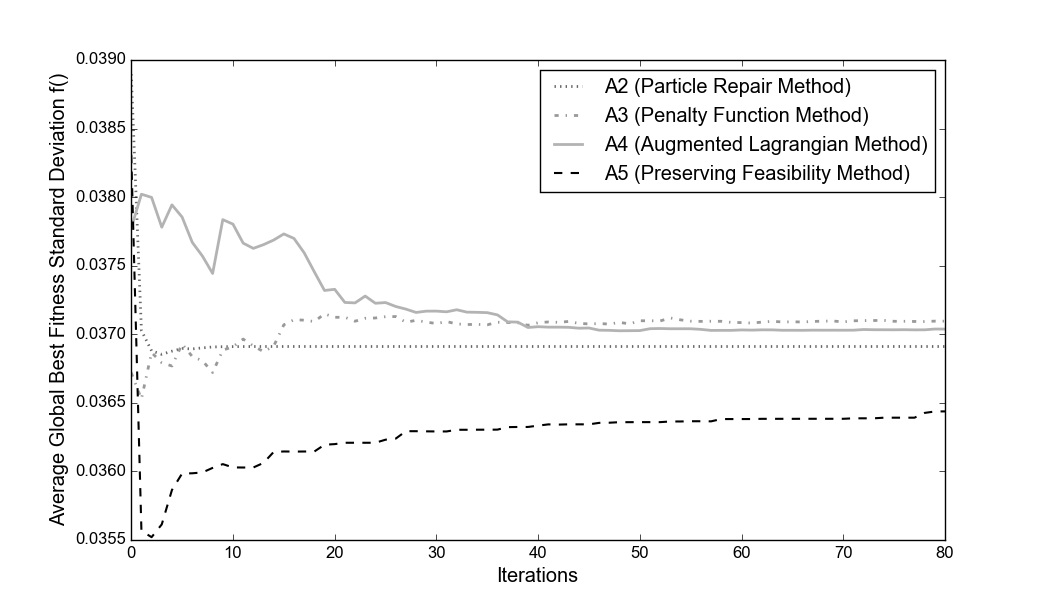 0.0390
0.0385
0.0380
0.0375
0.0370
0.0365
0.0360
0.0355
Average Global Best Fitness Standard Deviation f()
A2 (Particle Repair Method)
A3 (Penalty Function Method)
A4 (Augmented Lagrangian Method)
A5 (Preserving Feasibility Method)
0 10 20 30 40 50 60 70 80
Iterations